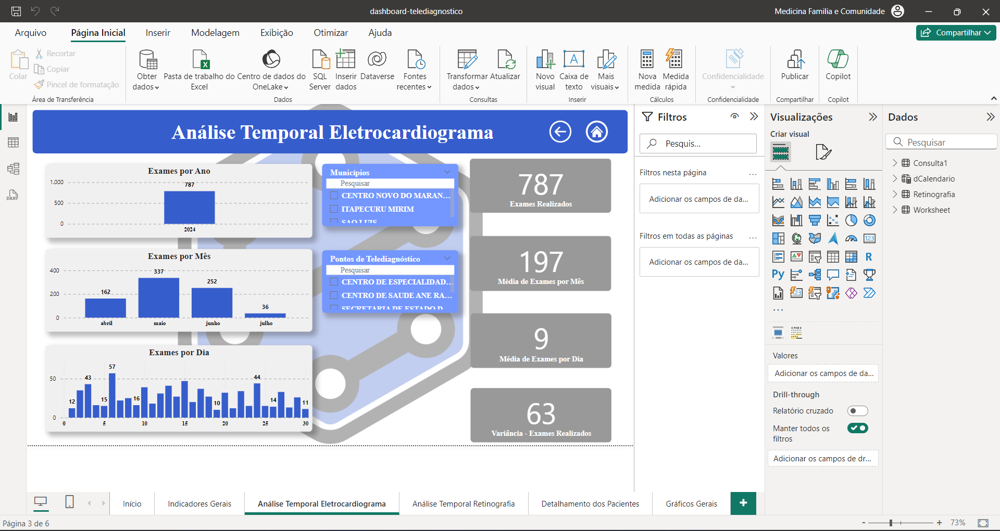 dashboard-telediagnostico
Medicina Familia e Comunidade
Arquivo
Página Inicial
Inserir
Modelagem
Exibição
Otimizar
Ajuda
Compartilhar
Colar
Recortar
Copiar
Pincel de formatação
Área de Transferência
Obter
dados
Pasta de trabalho do
Excel
Centro de dados do
OneLake
SQL
Server
Inserir
dados
Dataverse
Fontes
recentes
Dados
Transformar
dados
Atualizar
Consultas
Novo
visual
Caixa de
texto
Mais
visuais
Inserir
Nova
medida
Medida
rápida
Cálculos
Confidencialidade
Confidencialidade
Publicar
Compartilhar
Copilot
Copilot
Análise Temporal Eletrocardiograma
Exames por Ano
1.000
500
0
787
2024
Exames por Mês
400
200
0
162
337
252
36
abril
maio
junho
julho
Exames por Dia
50
0
12
43
15
57
16
10
44
14
11
0
5
10
15
20
25
30
Municípios
Pesquisar
CENTRO NOVO DO MARAN...
ITAPECURU MIRIM
SAO LUIS
Pontos de Telediagnóstico
Pesquisar
CENTRO DE ESPECIALIDAD...
CENTRO DE SAUDE ANE RA...
SECRETARIA DE ESTADO D...
787
Exames Realizados
197
Média de Exames por Mês
9
Média de Exames por Dia
63
Variância - Exames Realizados
Filtros
Pesquis...
Filtros nesta página
...
Adicionar os campos de da...
Filtros em todas as páginas
...
Adicionar os campos de da...
Visualizações
Criar visual
123
R
Py
123
...
Valores
Adicionar os campos de da...
Drill-through
Relatório cruzado
Manter todos os
filtros
Adicionar os campos de dr...
Dados
Pesquisar
Consulta1
dCalendario
Retinografia
Worksheet
DAX
Início
Indicadores Gerais
Análise Temporal Eletrocardiograma
Análise Temporal Retinografia
Detalhamento dos Pacientes
Gráficos Gerais
+
Página 3 de 6
-
+
73%